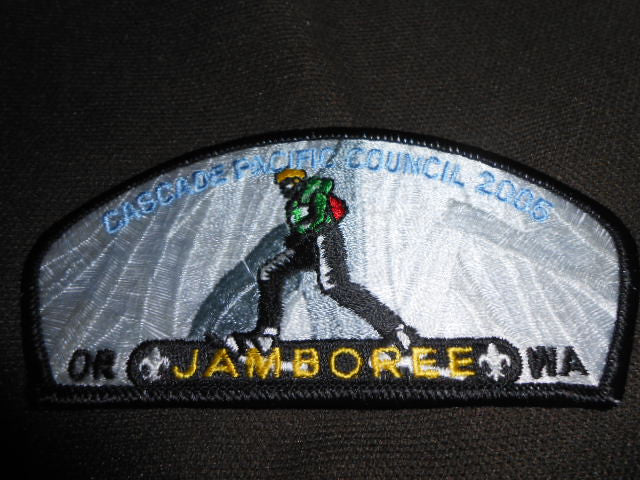 CASCADE PACIFIC COUNCIL 2005
OR JAMBOREE WA